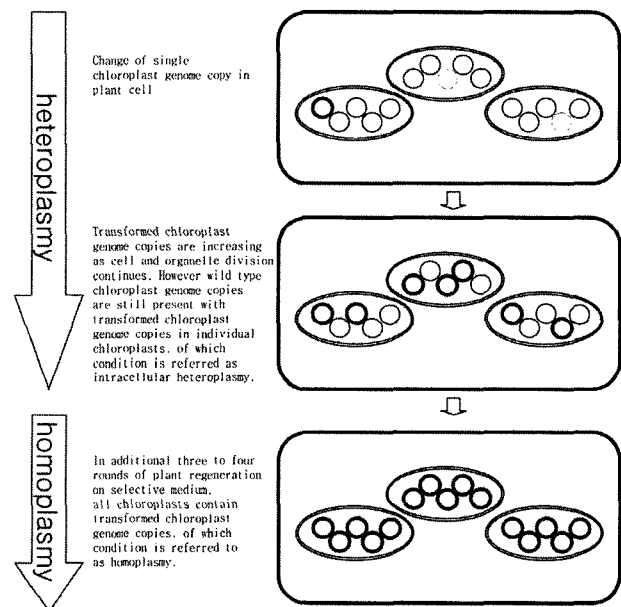 heteroplasmy
Change of single
chloroplast genome copy in
plant cell
Transformed chloroplast
genome copies are increasing
as cell and organelle division
continues. However wild type
chloroplast genome copies
are still present with
transformed chloroplast
genome copies in individual
chloroplasts, of which
condition is referred as
intracellular heteroplasmy.
homoplasmy
In additional three to four
rounds of plant regeneration
on selective medium,
all chloroplasts contain
transformed chloroplast
genome copies, of which
condition is referred to
as homoplasmy.